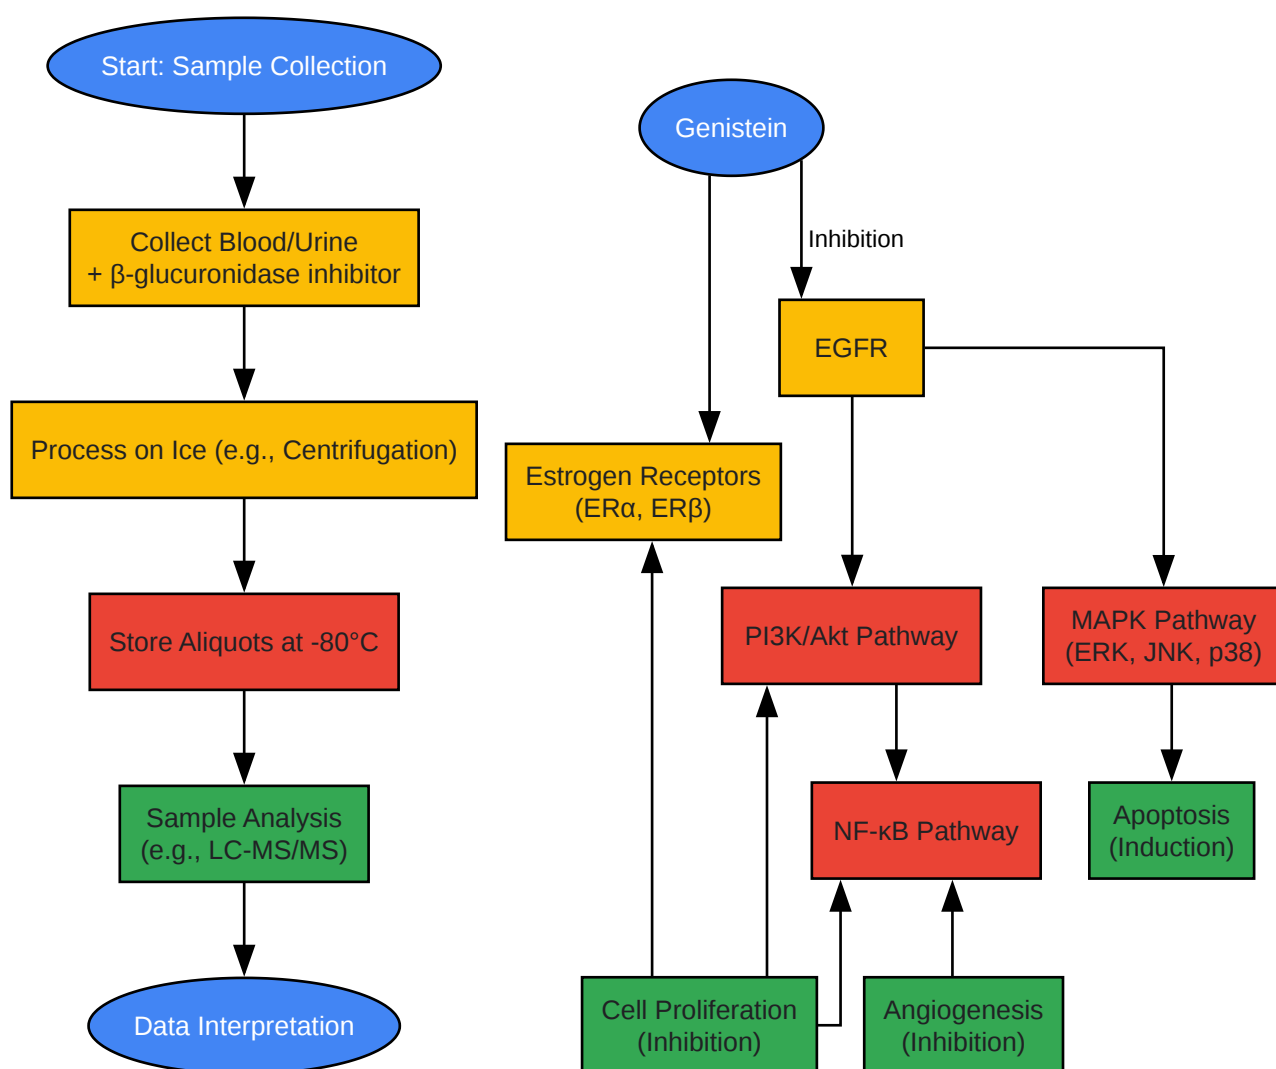 Start: Sample Collection
Collect Blood/Urine
+ β-glucuronidase inhibitor
Process on Ice (e.g., Centrifugation)
Store Aliquots at -80°C
Sample Analysis
(e.g., LC-MS/MS)
Data Interpretation
Genistein
Inhibition
EGFR
Estrogen Receptors
(ERα, ERβ)
PI3K/Akt Pathway
MAPK Pathway
(ERK, JNK, p38)
NF-κB Pathway
Apoptosis
(Induction)
Cell Proliferation
(Inhibition)
Angiogenesis
(Inhibition)